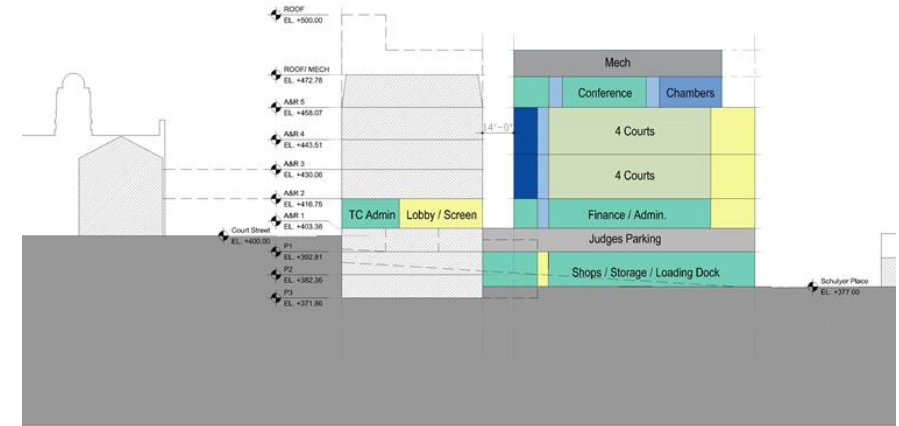 ROOF
EL. +500.00
ROOF/ MECH
EL. +472.78
A&R 5
EL. +458.07
A&R 4
EL. +443.51
A&R 3
EL. +430.06
A&R 2
EL. +416.75
A&R 1
EL. +403.38
Court Street
EL. +400.00
P1
EL. +392.81
P2
EL. +382.36
P3
EL. +371.86
14'-0"
Mech
Conference
Chambers
4 Courts
4 Courts
TC Admin
Lobby / Screen
Finance / Admin.
Judges Parking
Shops / Storage / Loading Dock
Schulyer Place
EL. +377.00